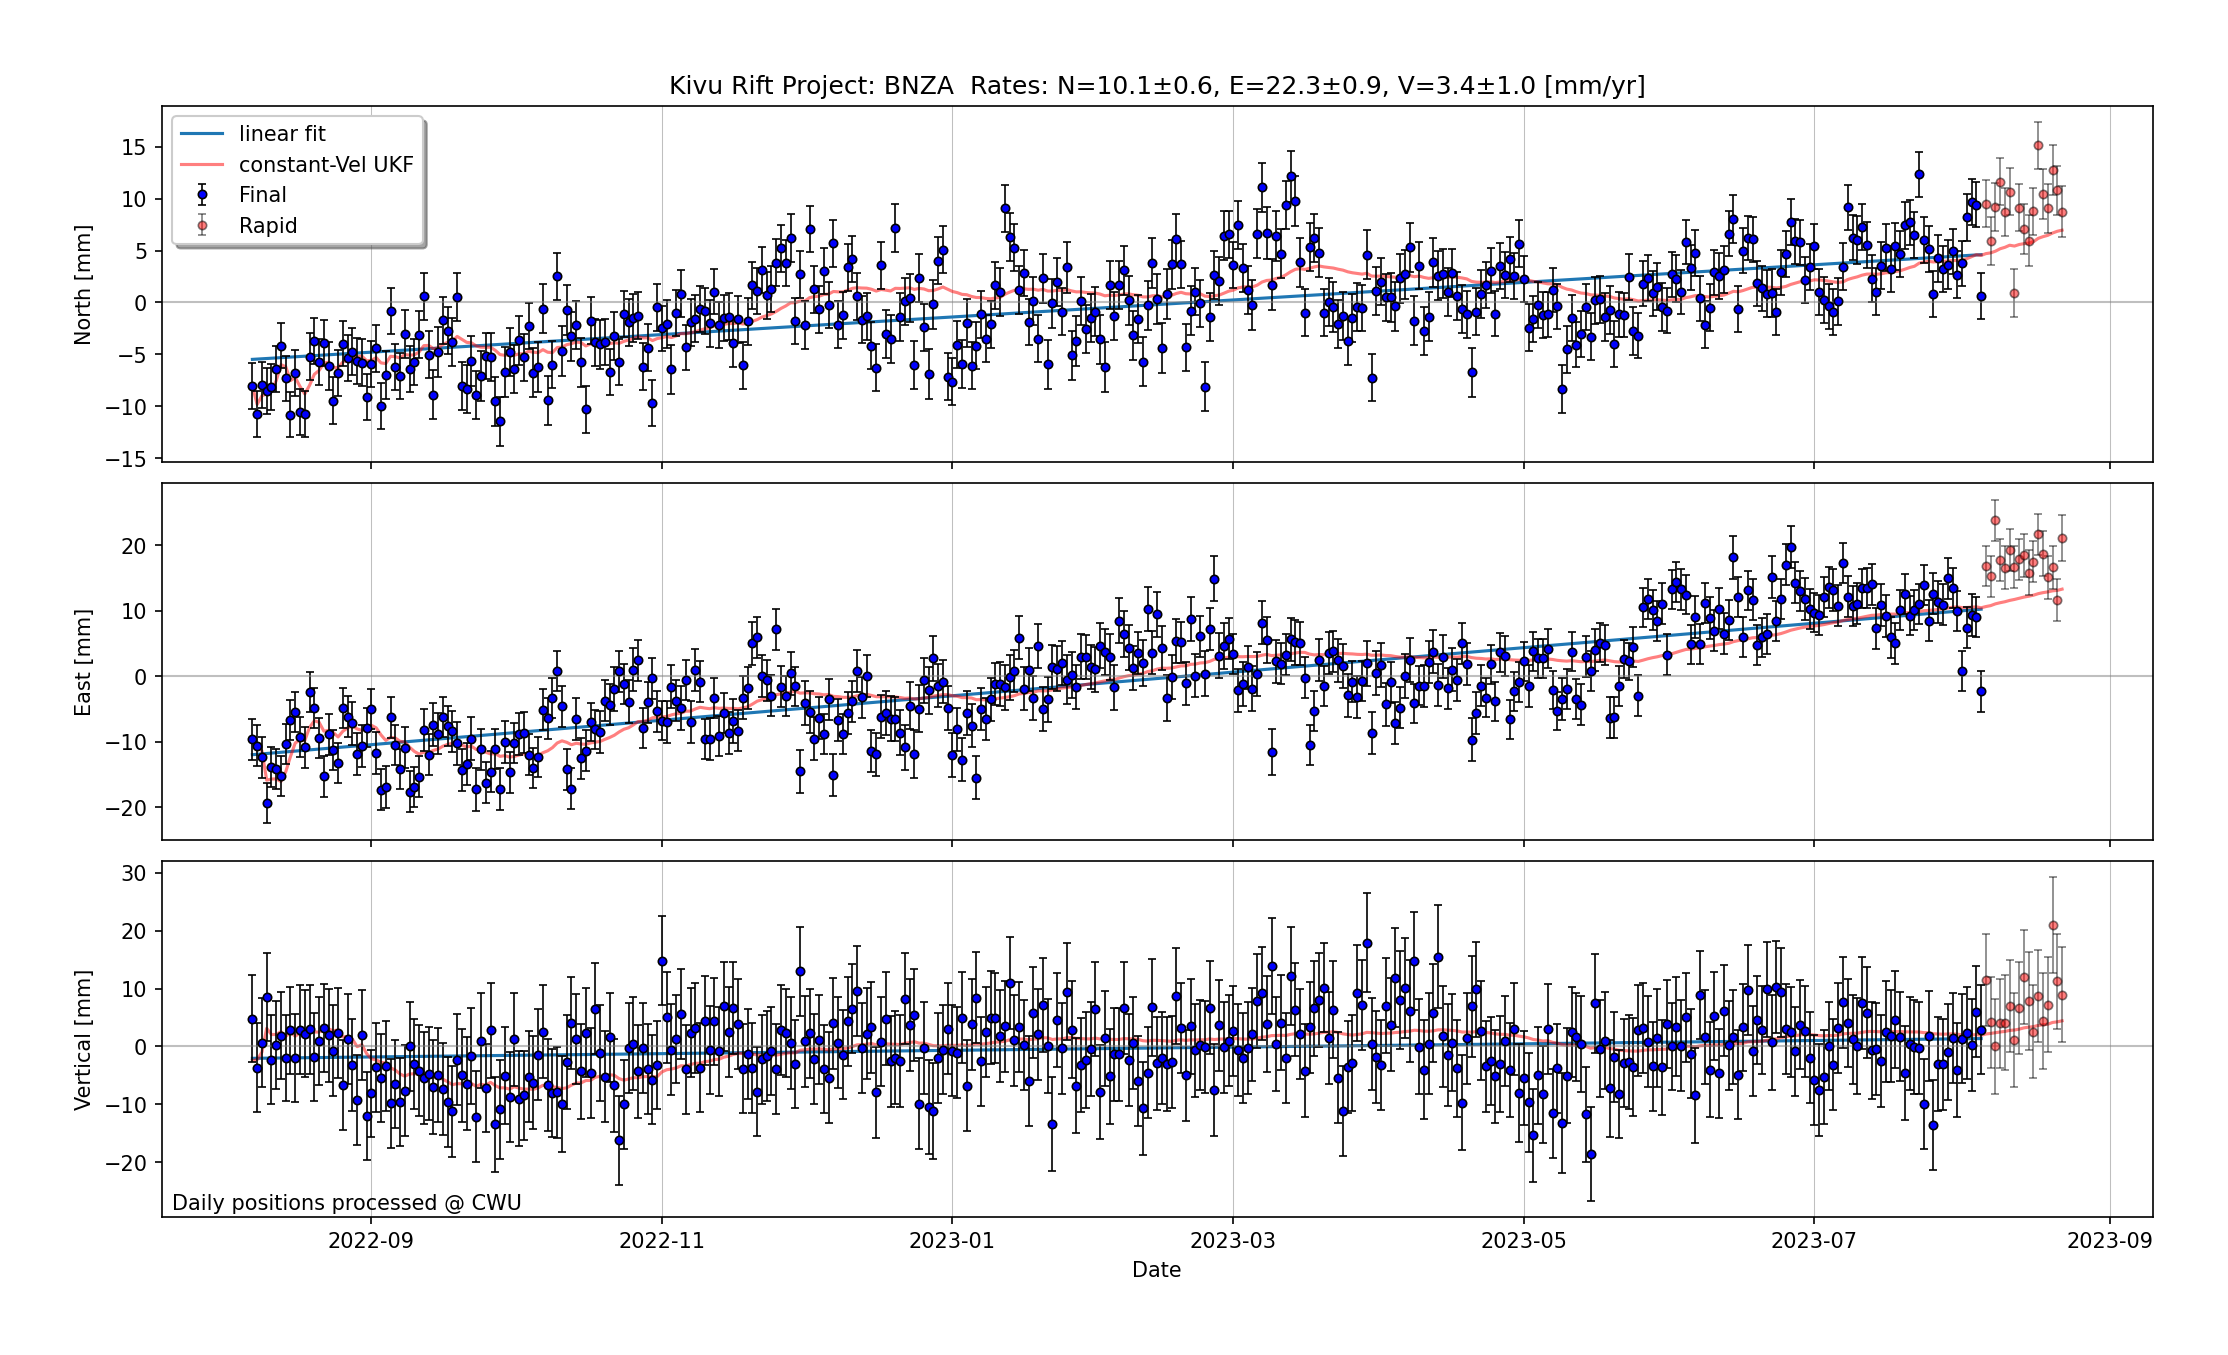 Kivu Rift Project: BNZA  Rates: N=10.1±0.6, E=22.3±0.9, V=3.4±1.0 [mm/yr]
linear fit
constant-Vel UKF
Final
Rapid
North [mm]
15
10
5
0
−5
−10
−15
East [mm]
20
10
0
−10
−20
Vertical [mm]
30
20
10
0
−10
−20
Daily positions processed @ CWU
2022-09 2022-11 2023-01 2023-03 2023-05 2023-07 2023-09
Date